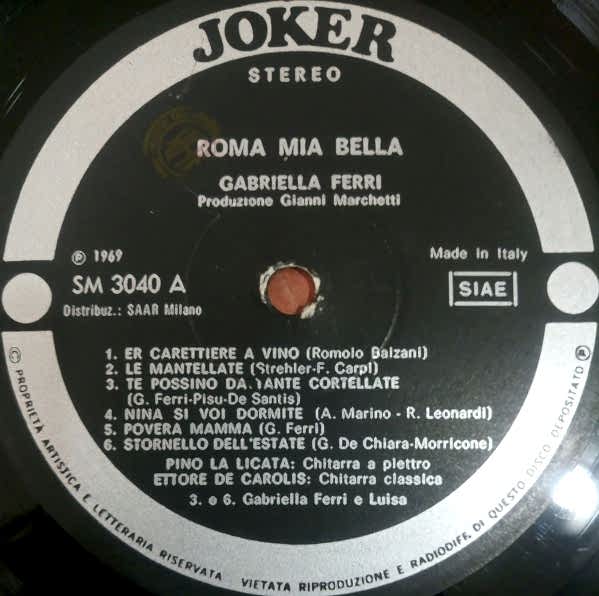 JOKER
STEREO
ROMA MIA BELLA
GABRIELLA FERRI
Produzione Gianni Marchetti
Ⓟ 1969
Made in Italy
SM 3040 A
SIAE
Distribuz.: SAAR Milano
1. ER CARETTIERE A VINO (Romolo Balzani)
2. LE MANTELLATE (Strehler-F. Carpi)
3. TE POSSINO DA TANTE CORTELLATE
(G. Ferri-Pisu-De Santis)
4. NINA SI VOI DORMITE (A. Marino - R. Leonardi)
5. POVERA MAMMA (G. Ferri)
6. STORNELLO DELL'ESTATE (G. De Chiara-Morricone)
PINO LA LICATA: Chitarra a plettro
ETTORE DE CAROLIS: Chitarra classica
3. e 6. Gabriella Ferri e Luisa
© PROPRIETÀ ARTISTICA E LETTERARIA RISERVATA VIETATA RIPRODUZIONE E RADIODIFF. DI QUESTO DISCO DEPOSITATO Ⓟ